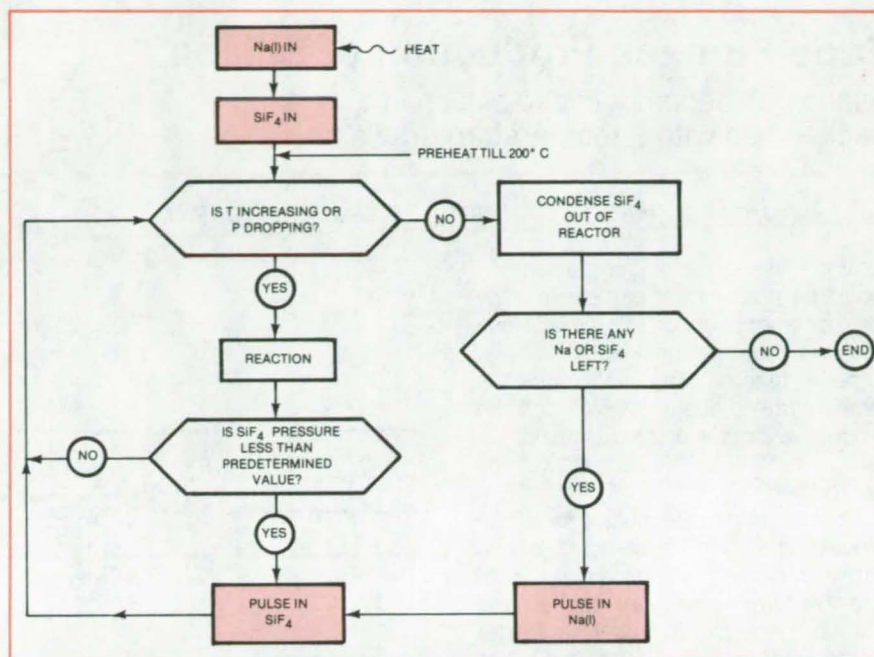 Na(l) IN
HEAT
SiF₄ IN
PREHEAT TILL 200° C
IS T INCREASING OR
P DROPPING?
NO
CONDENSE SiF₄
OUT OF
REACTOR
YES
IS THERE ANY
Na OR SiF₄
LEFT?
NO
END
REACTION
IS SiF₄ PRESSURE
LESS THAN
PREDETERMINED
VALUE?
NO
YES
YES
PULSE IN
SiF₄
PULSE IN
Na(l)